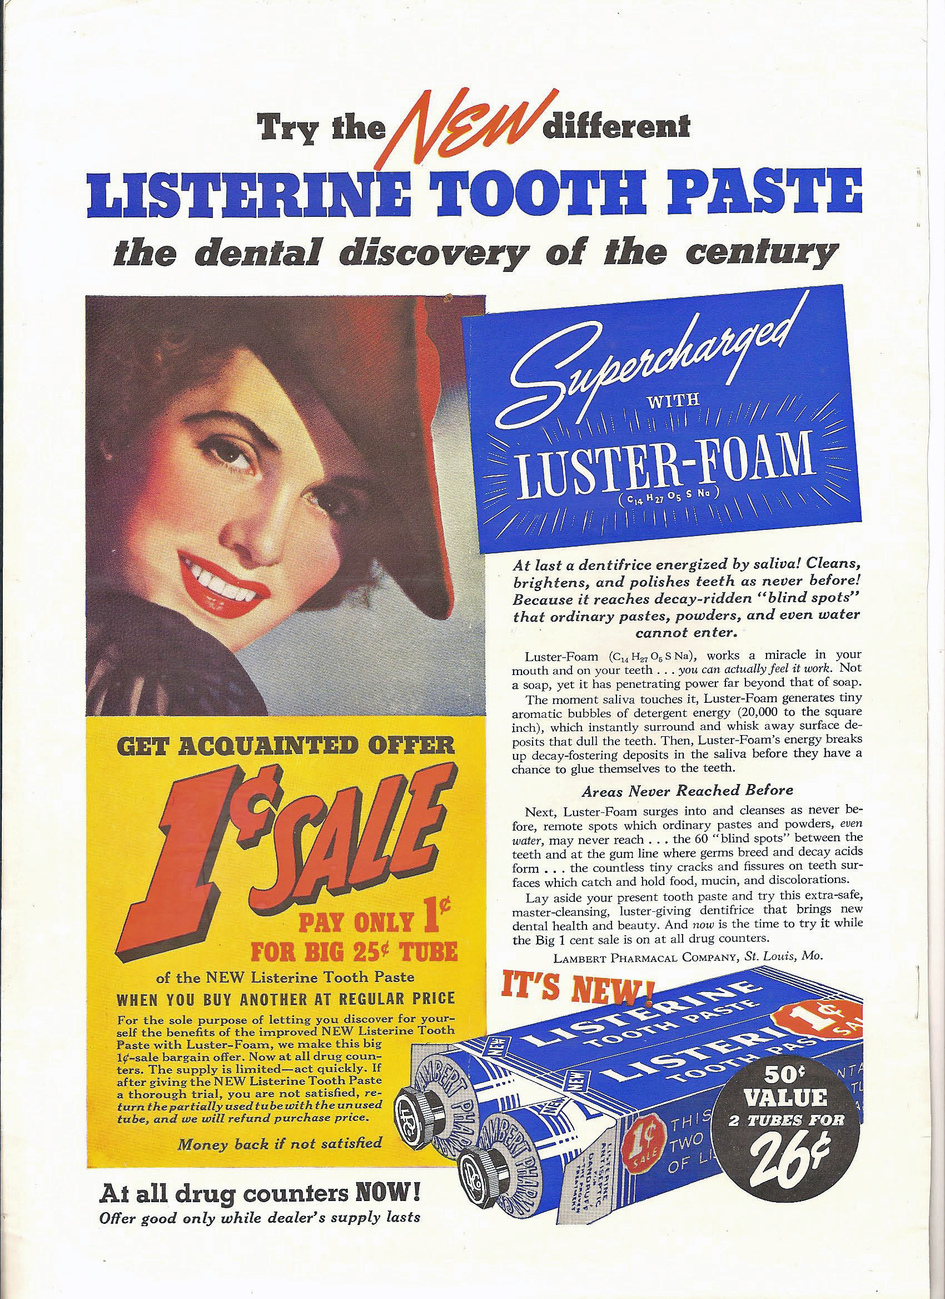 Try the NEW different
LISTERINE TOOTH PASTE
the dental discovery of the century
Supercharged
WITH
LUSTER-FOAM
(C14 H27 O5 S Na)
At last a dentifrice energized by saliva! Cleans,
brightens, and polishes teeth as never before!
Because it reaches decay-ridden "blind spots"
that ordinary pastes, powders, and even water
cannot enter.
Luster-Foam (C14 H27 O5 S Na), works a miracle in your
mouth and on your teeth . . . you can actually feel it work. Not
a soap, yet it has penetrating power far beyond that of soap.
The moment saliva touches it, Luster-Foam generates tiny
aromatic bubbles of detergent energy (20,000 to the square
inch), which instantly surround and whisk away surface de-
posits that dull the teeth. Then, Luster-Foam's energy breaks
up decay-fostering deposits in the saliva before they have a
chance to glue themselves to the teeth.
Areas Never Reached Before
Next, Luster-Foam surges into and cleanses as never be-
fore, remote spots which ordinary pastes and powders, even
water, may never reach . . . the 60 "blind spots" between the
teeth and at the gum line where germs breed and decay acids
form . . . the countless tiny cracks and fissures on teeth sur-
faces which catch and hold food, mucin, and discolorations.
Lay aside your present tooth paste and try this extra-safe,
master-cleansing, luster-giving dentifrice that brings new
dental health and beauty. And now is the time to try it while
the Big 1 cent sale is on at all drug counters.
LAMBERT PHARMACAL COMPANY, St. Louis, Mo.
GET ACQUAINTED OFFER
1¢ SALE
PAY ONLY 1¢
FOR BIG 25¢ TUBE
of the NEW Listerine Tooth Paste
WHEN YOU BUY ANOTHER AT REGULAR PRICE
For the sole purpose of letting you discover for your-
self the benefits of the improved NEW Listerine Tooth
Paste with Luster-Foam, we make this big
1¢-sale bargain offer. Now at all drug coun-
ters. The supply is limited—act quickly. If
after giving the NEW Listerine Tooth Paste
a thorough trial, you are not satisfied, re-
turn the partially used tube with the unused
tube, and we will refund purchase price.
Money back if not satisfied
At all drug counters NOW!
Offer good only while dealer's supply lasts
IT'S NEW!
NEW
LISTERINE
TOOTH PASTE
NEW
LISTERI
TOOTH PAST
1¢
SA
LAMBERT PHAR
LAMBERT PHARM
1¢
SALE
THIS
TWO
OF LI
50¢
VALUE
2 TUBES FOR
26¢